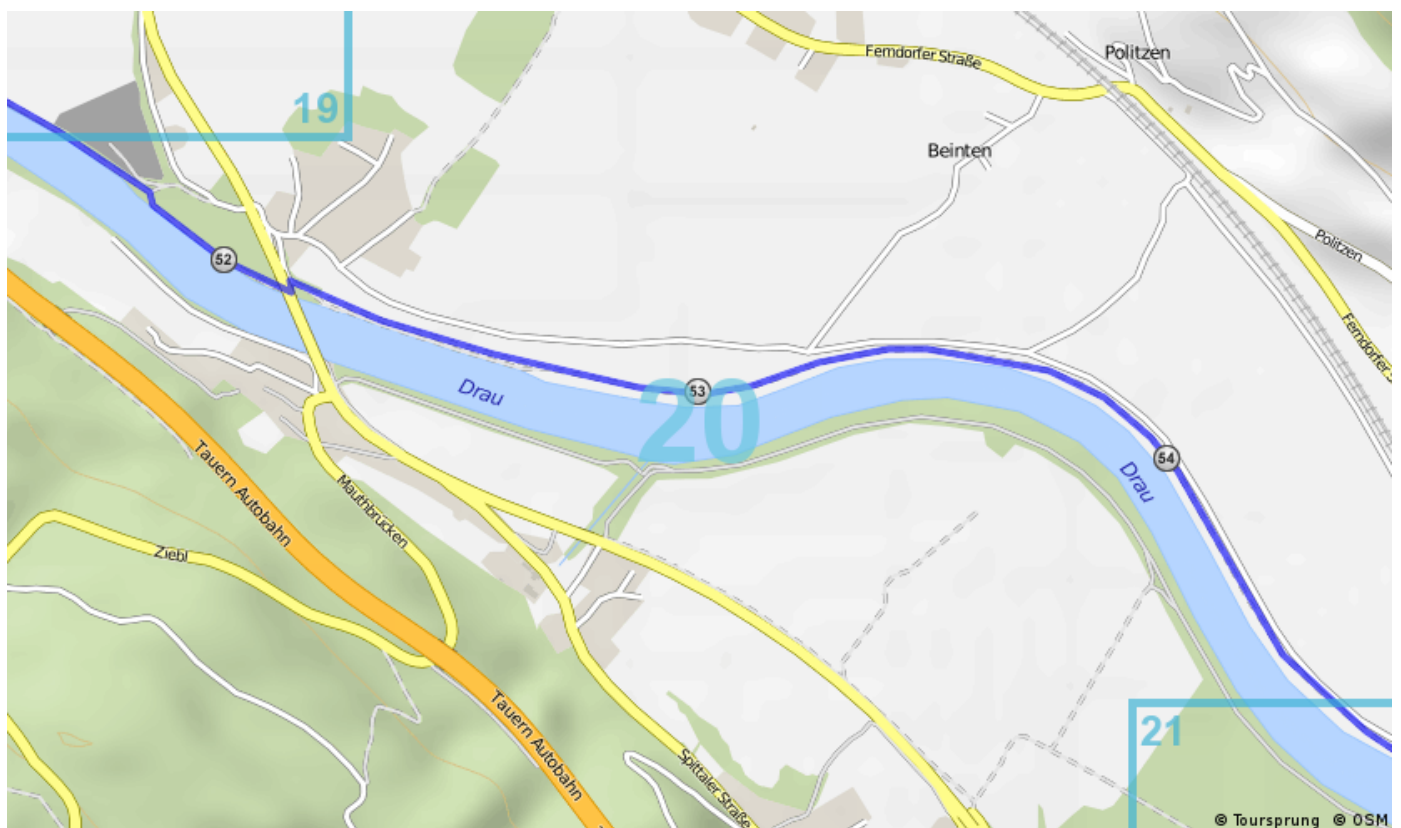 Politzen
Ferndorfer Straße
19
Beinten
Politzen
52
Ferndorfer S
Drau
53
20
54
Drau
Tauern Autobahn
Mauthbrücken
Ziebl
Tauern Autobahn
21
Spittaler Straße
© Toursprung © OSM